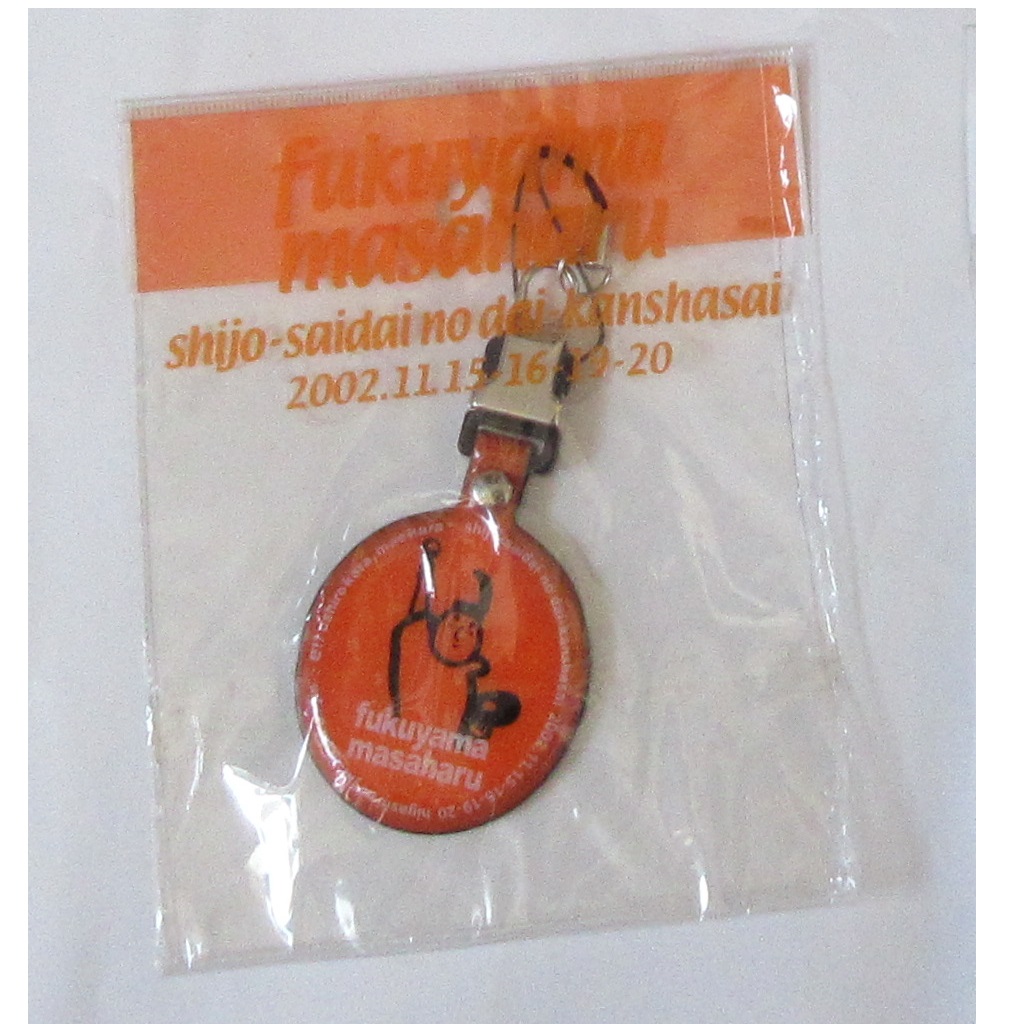 fukuyama
masaharu
shijo-saidai no dai kanshasai
2002.11.15-16-19-20
fukuyama
masaharu